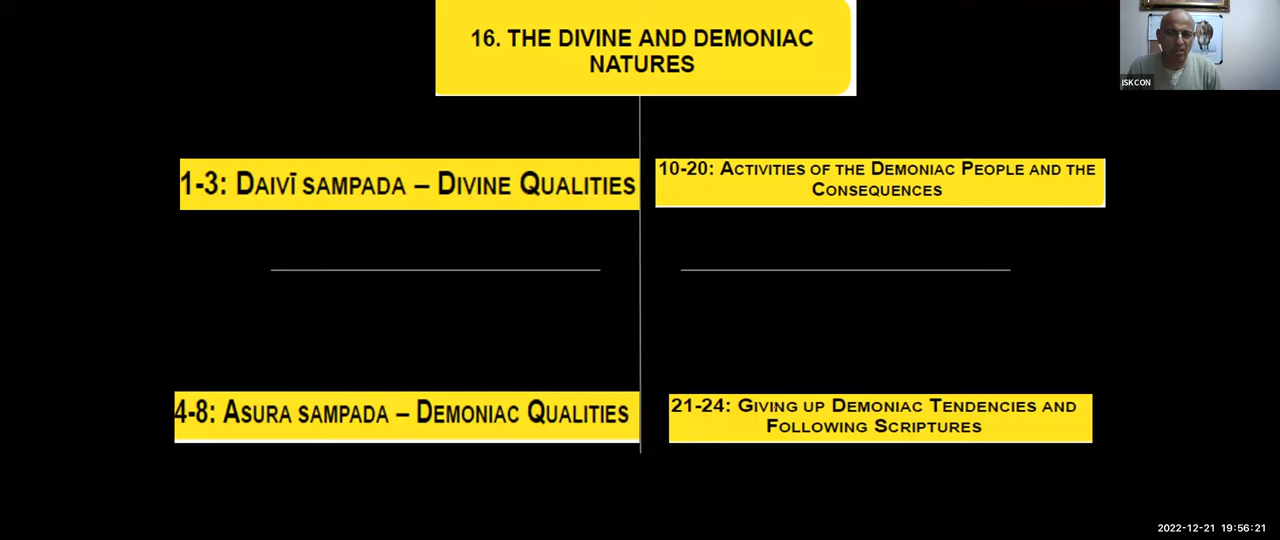 16. THE DIVINE AND DEMONIAC
NATURES
ISKCON
1-3: DAIVĪ SAMPADA – DIVINE QUALITIES
10-20: ACTIVITIES OF THE DEMONIAC PEOPLE AND THE
CONSEQUENCES
4-8: ASURA SAMPADA – DEMONIAC QUALITIES
21-24: GIVING UP DEMONIAC TENDENCIES AND
FOLLOWING SCRIPTURES
2022-12-21 19:56:21